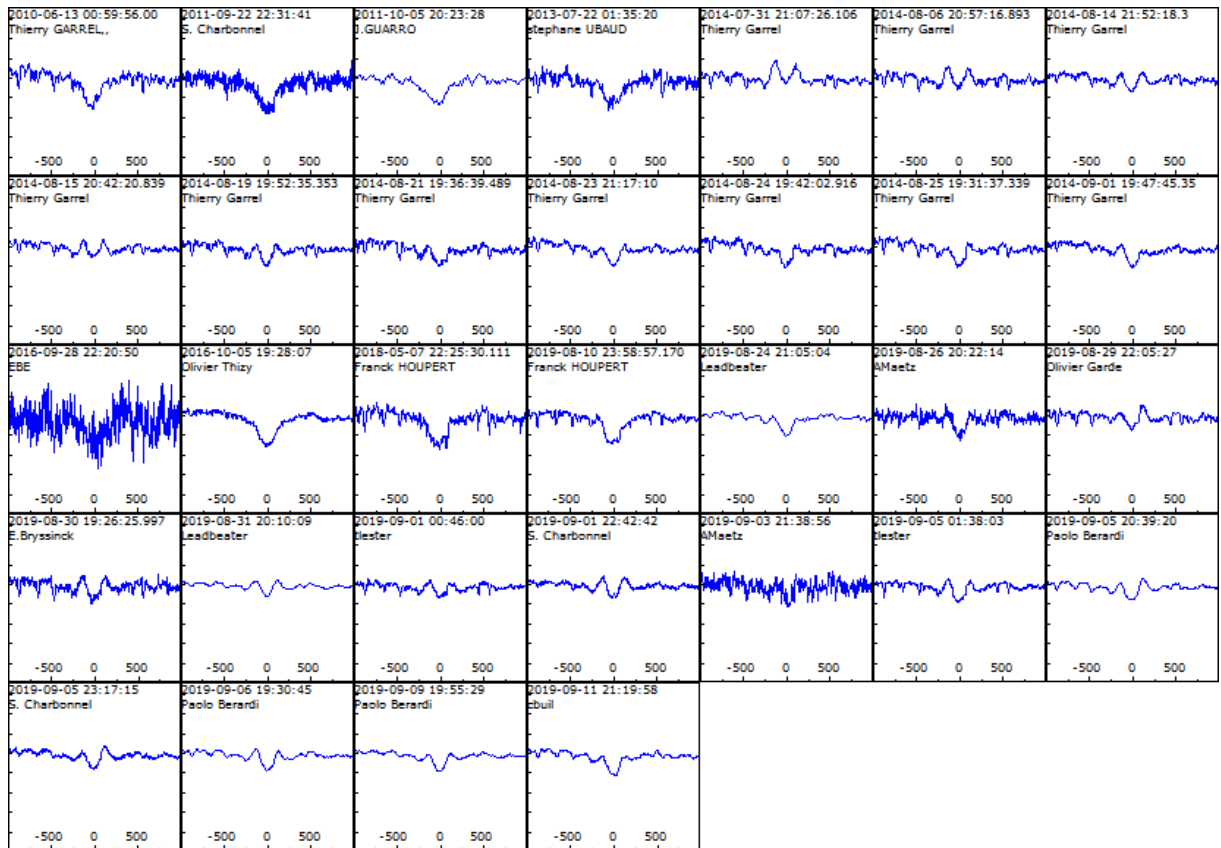 2010-06-13 00:59:56.00
Thierry GARREL,,
-500 0 500
2011-09-22 22:31:41
S. Charbonnel
-500 0 500
2011-10-05 20:23:28
J.GUARRO
-500 0 500
2013-07-22 01:35:20
stephane UBAUD
-500 0 500
2014-07-31 21:07:26.106
Thierry Garrel
-500 0 500
2014-08-06 20:57:16.893
Thierry Garrel
-500 0 500
2014-08-14 21:52:18.3
Thierry Garrel
-500 0 500
2014-08-15 20:42:20.839
Thierry Garrel
-500 0 500
2014-08-19 19:52:35.353
Thierry Garrel
-500 0 500
2014-08-21 19:36:39.489
Thierry Garrel
-500 0 500
2014-08-23 21:17:10
Thierry Garrel
-500 0 500
2014-08-24 19:42:02.916
Thierry Garrel
-500 0 500
2014-08-25 19:31:37.339
Thierry Garrel
-500 0 500
2014-09-01 19:47:45.35
Thierry Garrel
-500 0 500
2016-09-28 22:20:50
EBE
-500 0 500
2016-10-05 19:28:07
Olivier Thizy
-500 0 500
2018-05-07 22:25:30.111
Franck HOUPERT
-500 0 500
2019-08-10 23:58:57.170
Franck HOUPERT
-500 0 500
2019-08-24 21:05:04
Leadbeater
-500 0 500
2019-08-26 20:22:14
AMaetz
-500 0 500
2019-08-29 22:05:27
Olivier Garde
-500 0 500
2019-08-30 19:26:25.997
E.Bryssinck
-500 0 500
2019-08-31 20:10:09
Leadbeater
-500 0 500
2019-09-01 00:46:00
tlester
-500 0 500
2019-09-01 22:42:42
S. Charbonnel
-500 0 500
2019-09-03 21:38:56
AMaetz
-500 0 500
2019-09-05 01:38:03
tlester
-500 0 500
2019-09-05 20:39:20
Paolo Berardi
-500 0 500
2019-09-05 23:17:15
S. Charbonnel
-500 0 500
2019-09-06 19:30:45
Paolo Berardi
-500 0 500
2019-09-09 19:55:29
Paolo Berardi
-500 0 500
2019-09-11 21:19:58
cbuil
-500 0 500